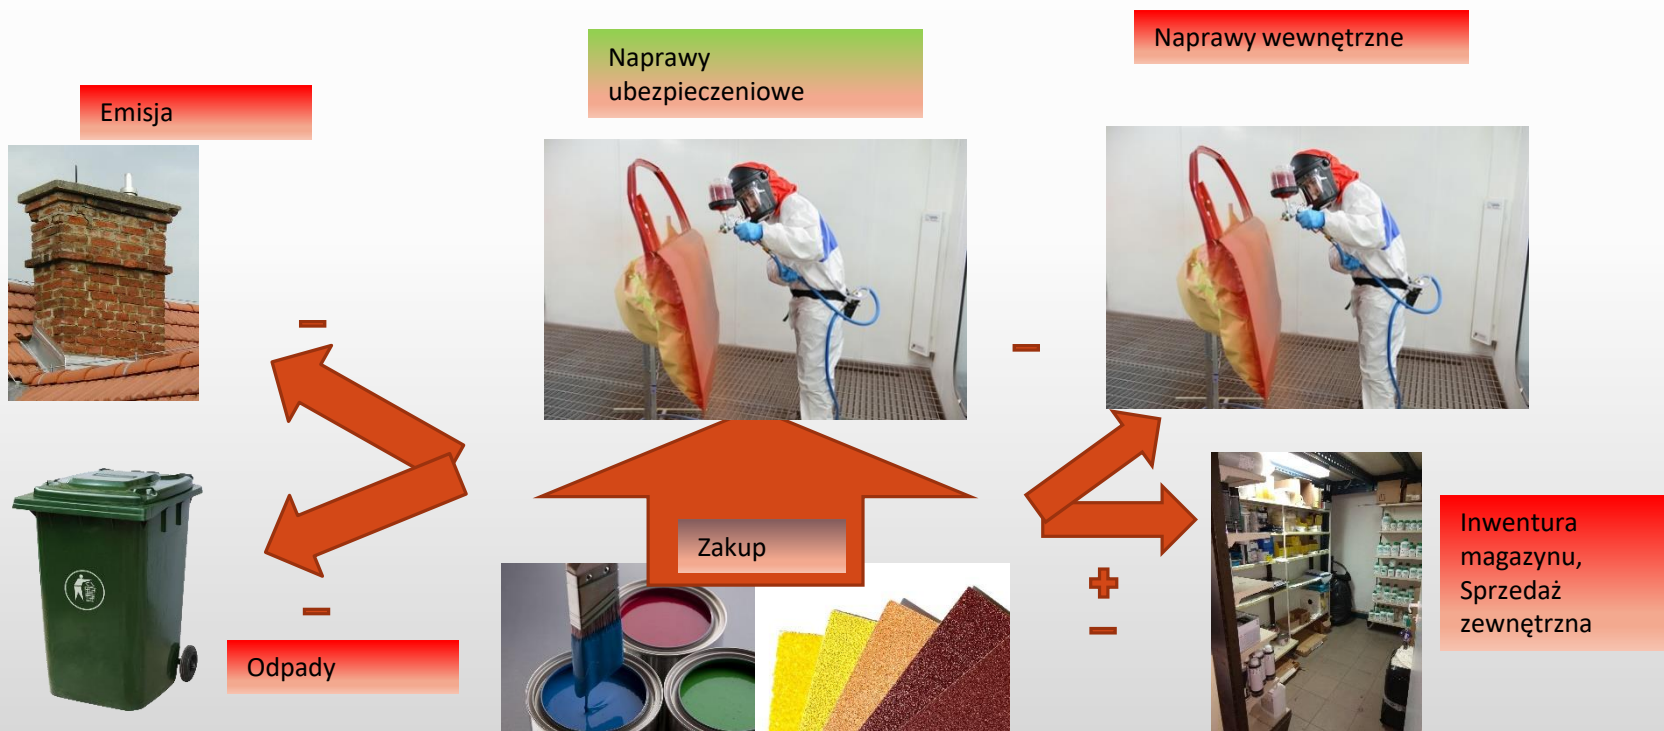 Naprawy wewnętrzne
Naprawy
ubezpieczeniowe
Emisja
Zakup
Inwentura
magazynu,
Sprzedaż
zewnętrzna
Odpady